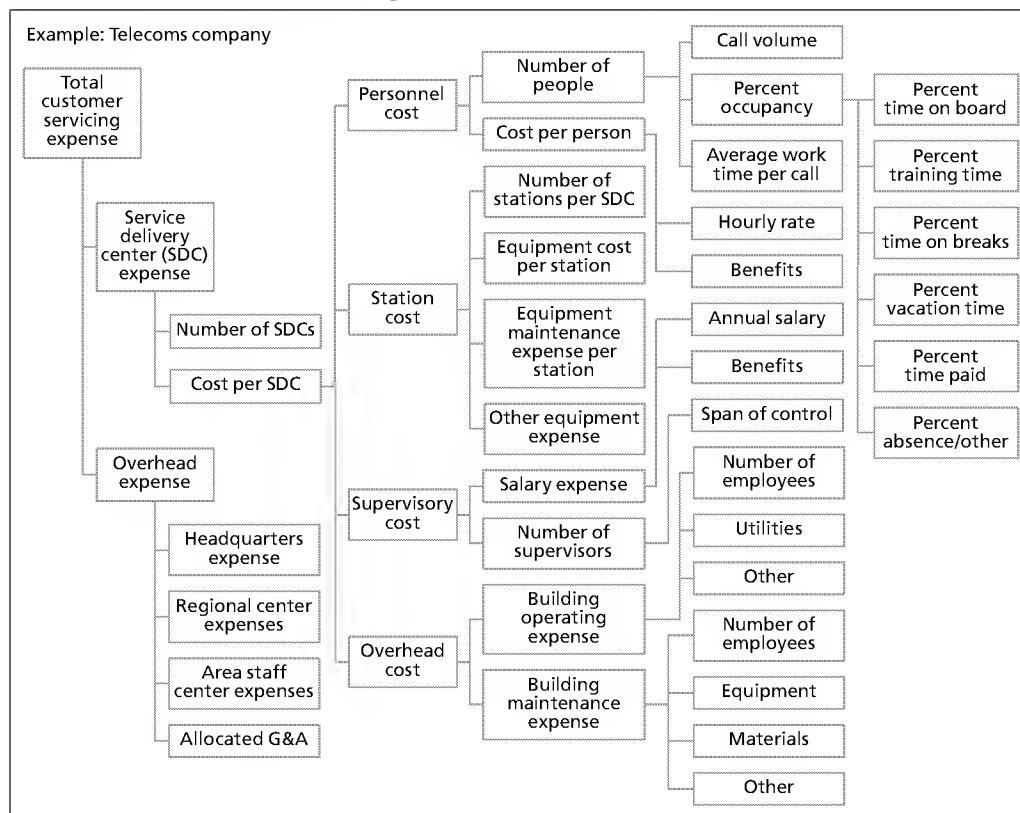 Example: Telecoms company
Total
customer
servicing
expense
Service
delivery
center (SDC)
expense
Number of SDCs
Cost per SDC
Overhead
expense
Headquarters
expense
Regional center
expenses
Area staff
center expenses
Allocated G&A
Personnel
cost
Station
cost
Supervisory
cost
Overhead
cost
Number of
people
Cost per person
Number of
stations per SDC
Equipment cost
per station
Equipment
maintenance
expense per
station
Other equipment
expense
Salary expense
Number of
supervisors
Building
operating
expense
Building
maintenance
expense
Call volume
Percent
occupancy
Average work
time per call
Hourly rate
Benefits
Annual salary
Benefits
Span of control
Number of
employees
Utilities
Other
Number of
employees
Equipment
Materials
Other
Percent
time on board
Percent
training time
Percent
time on breaks
Percent
vacation time
Percent
time paid
Percent
absence/other